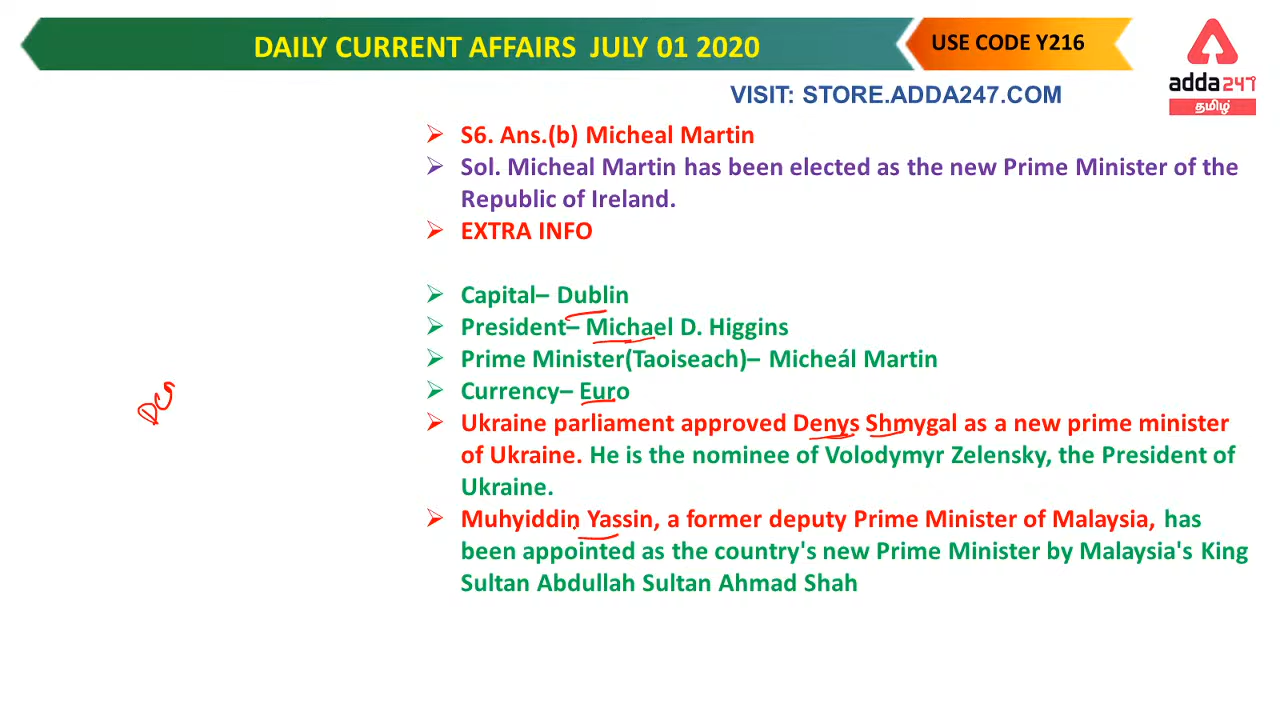 DAILY CURRENT AFFAIRS JULY 01 2020
USE CODE Y216
adda247
தமிழ்
VISIT: STORE.ADDA247.COM
➢ S6. Ans.(b) Micheal Martin
➢ Sol. Micheal Martin has been elected as the new Prime Minister of the
Republic of Ireland.
➢ EXTRA INFO
➢ Capital– Dublin
➢ President– Michael D. Higgins
➢ Prime Minister(Taoiseach)– Micheál Martin
➢ Currency– Euro
➢ Ukraine parliament approved Denys Shmygal as a new prime minister
of Ukraine. He is the nominee of Volodymyr Zelensky, the President of
Ukraine.
➢ Muhyiddin Yassin, a former deputy Prime Minister of Malaysia, has
been appointed as the country's new Prime Minister by Malaysia's King
Sultan Abdullah Sultan Ahmad Shah